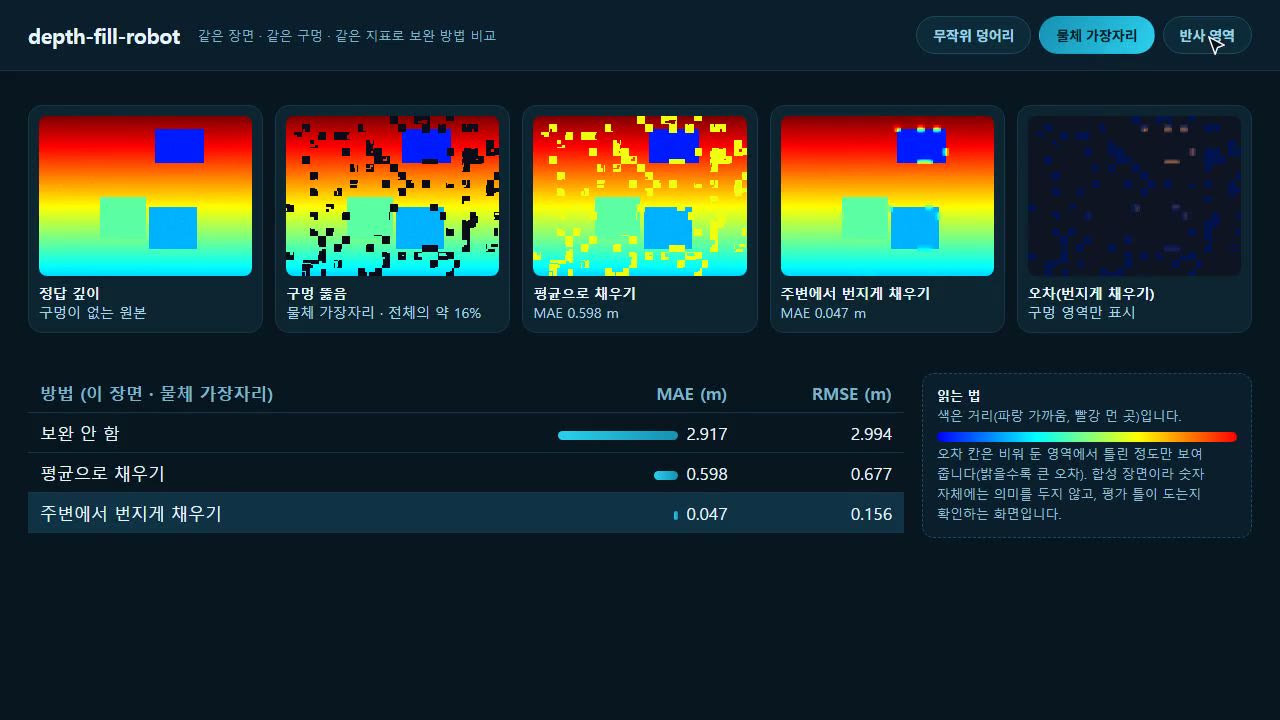 depth-fill-robot
같은 장면 · 같은 구멍 · 같은 지표로 보완 방법 비교
무작위 덩어리
물체 가장자리
반사 영역
정답 깊이
구멍이 없는 원본
구멍 뚫음
물체 가장자리 · 전체의 약 16%
평균으로 채우기
MAE 0.598 m
주변에서 번지게 채우기
MAE 0.047 m
오차(번지게 채우기)
구멍 영역만 표시
방법 (이 장면 · 물체 가장자리) MAE (m) RMSE (m)
보완 안 함 2.917 2.994
평균으로 채우기 0.598 0.677
주변에서 번지게 채우기 0.047 0.156
읽는 법
색은 거리(파랑 가까움, 빨강 먼 곳)입니다.
오차 칸은 비워 둔 영역에서 틀린 정도만 보여
줍니다(밝을수록 큰 오차). 합성 장면이라 숫자
자체에는 의미를 두지 않고, 평가 틀이 도는지
확인하는 화면입니다.